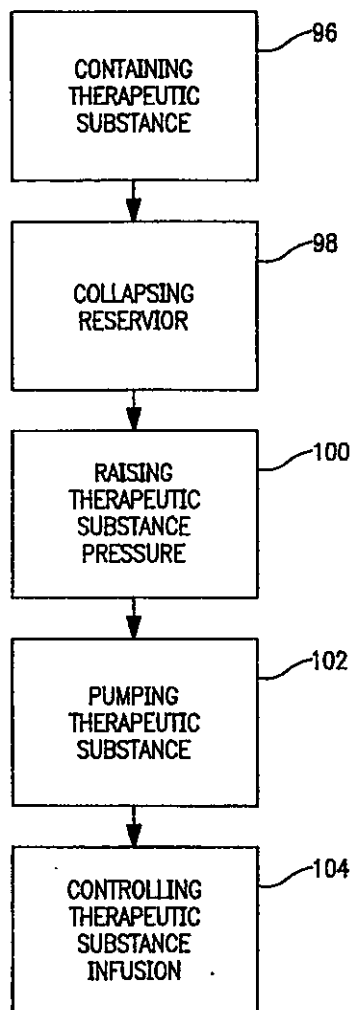 CONTAINING
THERAPEUTIC
SUBSTANCE
96
COLLAPSING
RESERVIOR
98
RAISING
THERAPEUTIC
SUBSTANCE
PRESSURE
100
PUMPING
THERAPEUTIC
SUBSTANCE
102
CONTROLLING
THERAPEUTIC
SUBSTANCE
INFUSION
104